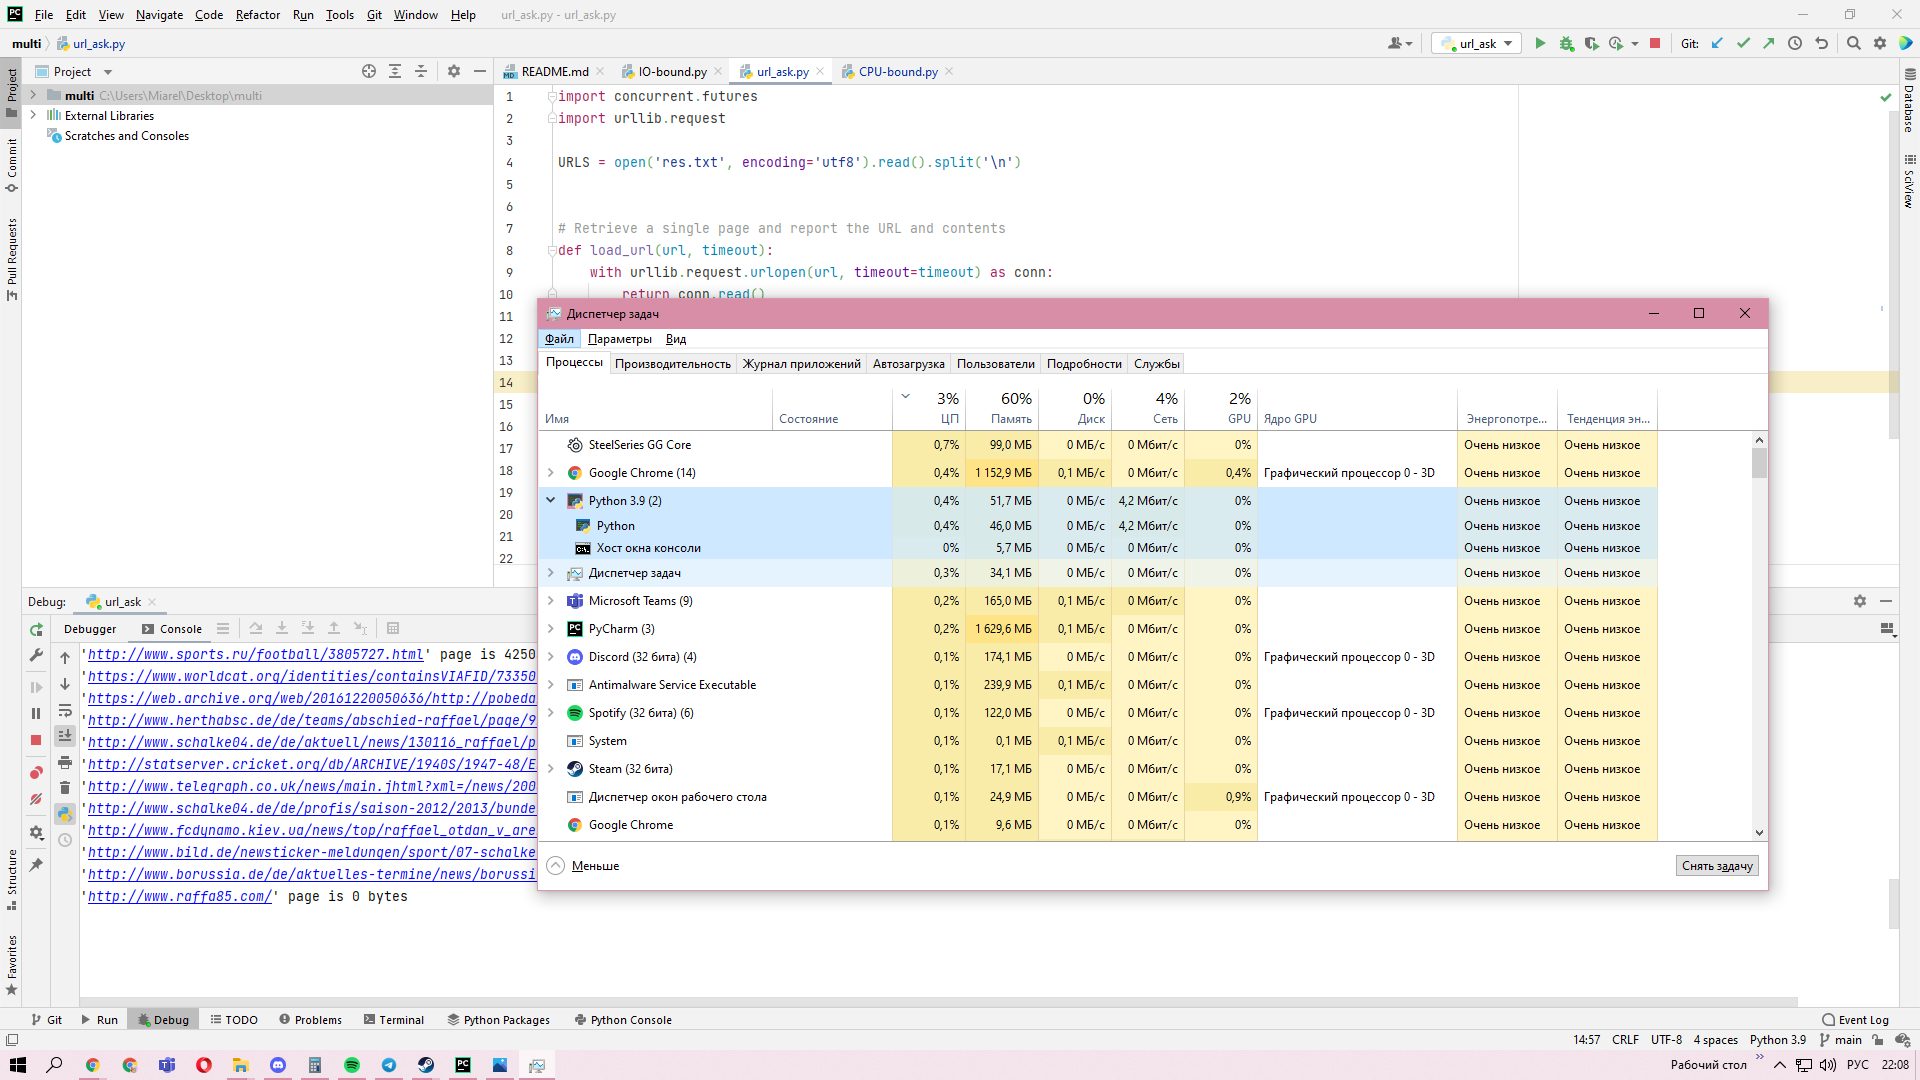 File Edit View Navigate Code Refactor Run Tools Git Window Help url_ask.py - url_ask.py
multi url_ask.py
url_ask
Git:
Project
README.md IO-bound.py url_ask.py CPU-bound.py
multi C:\Users\Miarel\Desktop\multi
External Libraries
Scratches and Consoles
Project
Commit
Pull Requests
Structure
Favorites
Database
SciView
1 import concurrent.futures
2 import urllib.request
3
4 URLS = open('res.txt', encoding='utf8').read().split('\n')
5
6
7 # Retrieve a single page and report the URL and contents
8 def load_url(url, timeout):
9 with urllib.request.urlopen(url, timeout=timeout) as conn:
10 return conn.read()
11
12
13
14
15
16
17
18
19
20
21
22
Диспетчер задач
Файл Параметры Вид
Процессы Производительность Журнал приложений Автозагрузка Пользователи Подробности Службы
3% 60% 0% 4% 2%
Имя Состояние ЦП Память Диск Сеть GPU Ядро GPU Энергопотре... Тенденция эн...
SteelSeries GG Core 0,7% 99,0 МБ 0 МБ/с 0 Мбит/с 0% Очень низкое Очень низкое
Google Chrome (14) 0,4% 1 152,9 МБ 0,1 МБ/с 0 Мбит/с 0,4% Графический процессор 0 - 3D Очень низкое Очень низкое
Python 3.9 (2) 0,4% 51,7 МБ 0 МБ/с 4,2 Мбит/с 0% Очень низкое Очень низкое
Python 0,4% 46,0 МБ 0 МБ/с 4,2 Мбит/с 0% Очень низкое Очень низкое
Хост окна консоли 0% 5,7 МБ 0 МБ/с 0 Мбит/с 0% Очень низкое Очень низкое
Диспетчер задач 0,3% 34,1 МБ 0 МБ/с 0 Мбит/с 0% Очень низкое Очень низкое
Microsoft Teams (9) 0,2% 165,0 МБ 0,1 МБ/с 0 Мбит/с 0% Очень низкое Очень низкое
PyCharm (3) 0,2% 1 629,6 МБ 0,1 МБ/с 0 Мбит/с 0% Очень низкое Очень низкое
Discord (32 бита) (4) 0,1% 174,1 МБ 0 МБ/с 0 Мбит/с 0% Графический процессор 0 - 3D Очень низкое Очень низкое
Antimalware Service Executable 0,1% 239,9 МБ 0,1 МБ/с 0 Мбит/с 0% Очень низкое Очень низкое
Spotify (32 бита) (6) 0,1% 122,0 МБ 0 МБ/с 0 Мбит/с 0% Графический процессор 0 - 3D Очень низкое Очень низкое
System 0,1% 0,1 МБ 0,1 МБ/с 0 Мбит/с 0% Очень низкое Очень низкое
Steam (32 бита) 0,1% 17,1 МБ 0 МБ/с 0 Мбит/с 0% Очень низкое Очень низкое
Диспетчер окон рабочего стола 0,1% 24,9 МБ 0 МБ/с 0 Мбит/с 0,9% Графический процессор 0 - 3D Очень низкое Очень низкое
Google Chrome 0,1% 9,6 МБ 0 МБ/с 0 Мбит/с 0% Очень низкое Очень низкое
Меньше Снять задачу
Debug: url_ask
Debugger Console
'http://www.sports.ru/football/3805727.html' page is 4250
'https://www.worldcat.org/identities/containsVIAFID/73350
'https://web.archive.org/web/20161220050636/http://pobeda
'http://www.herthabsc.de/de/teams/abschied-raffael/page/9
'http://www.schalke04.de/de/aktuell/news/130116_raffael/p
'http://statserver.cricket.org/db/ARCHIVE/1940S/1947-48/E
'http://www.telegraph.co.uk/news/main.jhtml?xml=/news/200
'http://www.schalke04.de/de/profis/saison-2012/2013/bunde
'http://www.fcdynamo.kiev.ua/news/top/raffael_otdan_v_are
'http://www.bild.de/newsticker-meldungen/sport/07-schalke
'http://www.borussia.de/de/aktuelles-termine/news/borussi
'http://www.raffa85.com/' page is 0 bytes
Git Run Debug TODO Problems Terminal Python Packages Python Console Event Log
14:57 CRLF UTF-8 4 spaces Python 3.9 main
Рабочий стол РУС 22:08